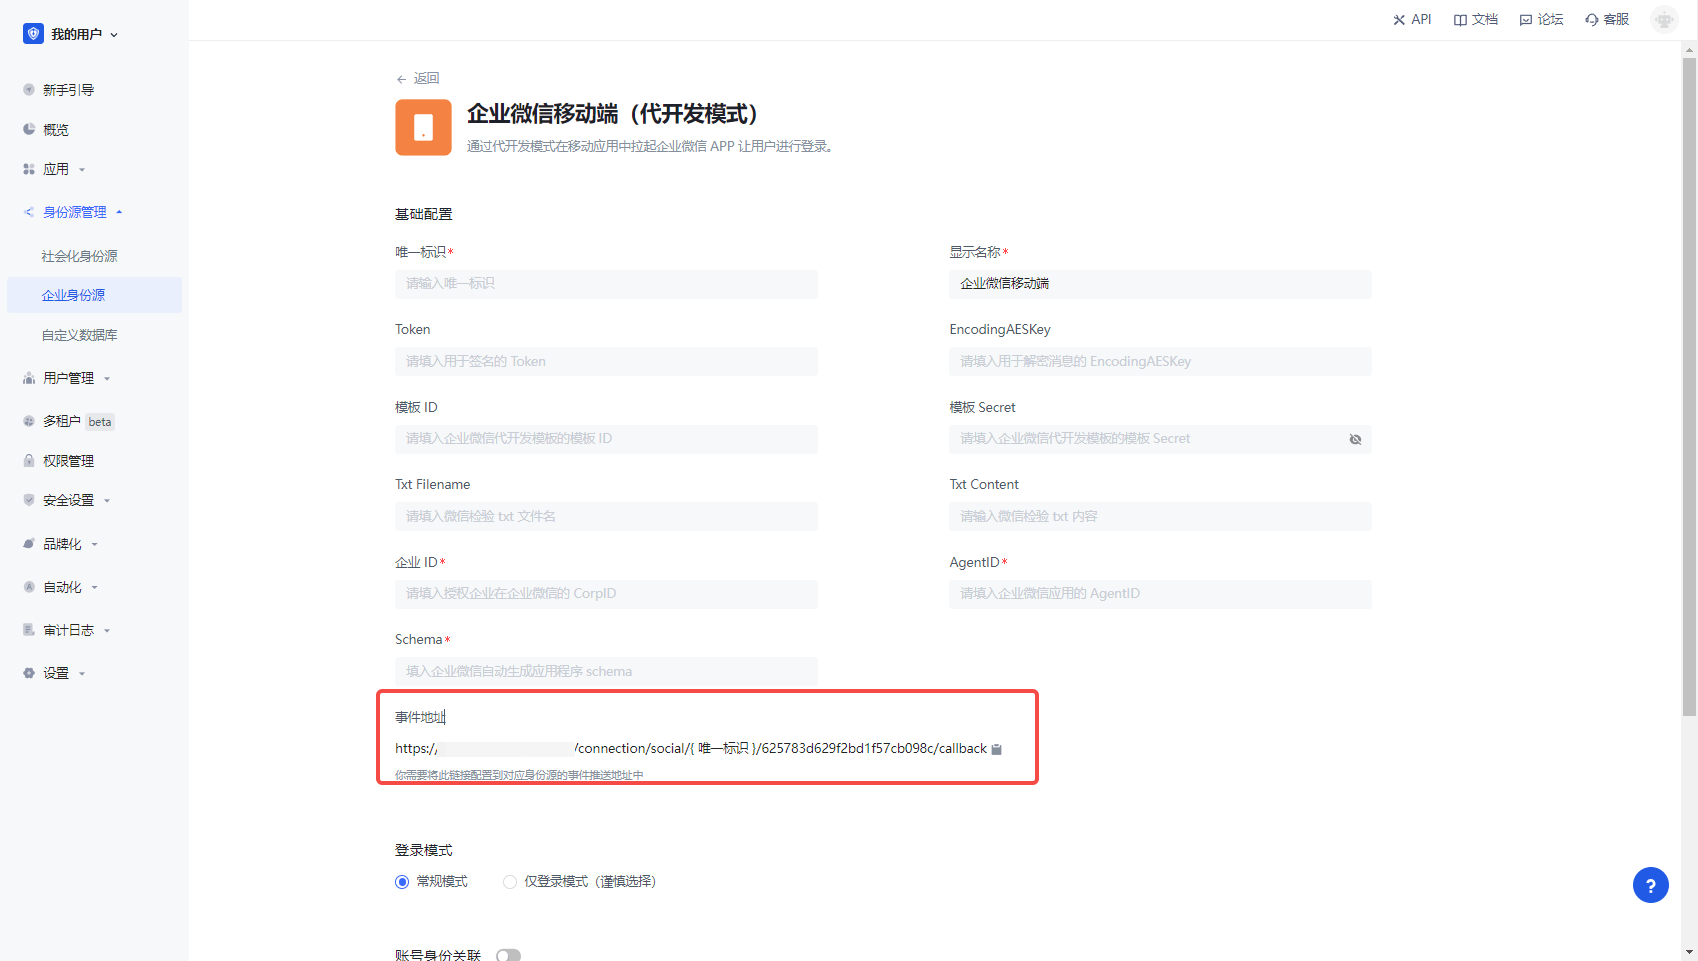 我的用户
API
文档
论坛
客服
新手引导
概览
应用
身份源管理
社会化身份源
企业身份源
自定义数据库
用户管理
多租户 beta
权限管理
安全设置
品牌化
自动化
审计日志
设置
返回
企业微信移动端（代开发模式）
通过代开发模式在移动应用中拉起企业微信 APP 让用户进行登录。
基础配置
唯一标识*
显示名称*
请输入唯一标识
企业微信移动端
Token
EncodingAESKey
请填入用于签名的 Token
请填入用于解密消息的 EncodingAESKey
模板 ID
模板 Secret
请填入企业微信代开发模板的模板 ID
请填入企业微信代开发模板的模板 Secret
Txt Filename
Txt Content
请填入微信检验 txt 文件名
请输入微信检验 txt 内容
企业 ID*
AgentID*
请填入授权企业在企业微信的 CorpID
请填入企业微信应用的 AgentID
Schema*
填入企业微信自动生成应用程序 schema
事件地址
https:/ /connection/social/{ 唯一标识 }/625783d629f2bd1f57cb098c/callback
你需要将此链接配置到对应身份源的事件推送地址中
登录模式
常规模式
仅登录模式（谨慎选择）
?
账号身份关联